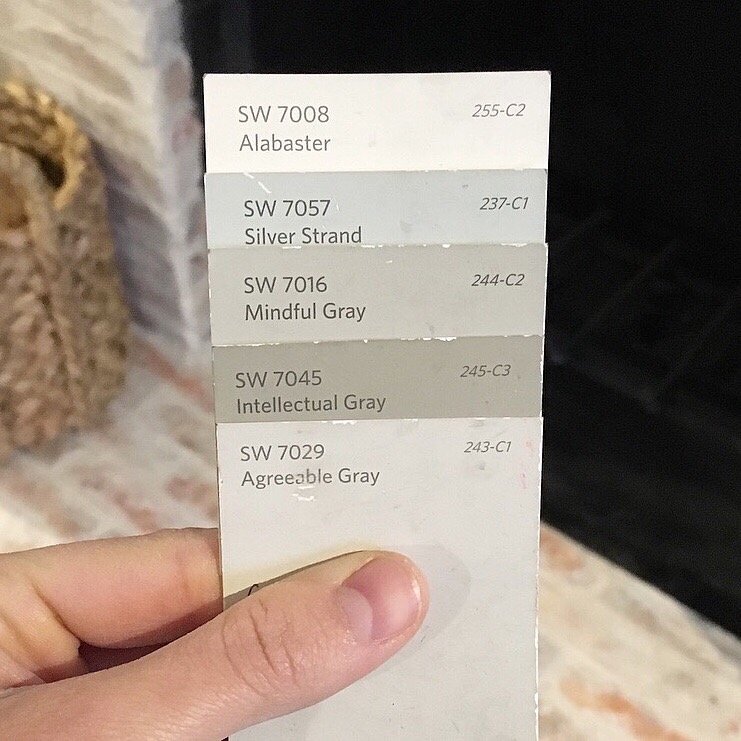 SW 7008 255-C2
Alabaster
SW 7057 237-C1
Silver Strand
SW 7016 244-C2
Mindful Gray
SW 7045 245-C3
Intellectual Gray
SW 7029 243-C1
Agreeable Gray